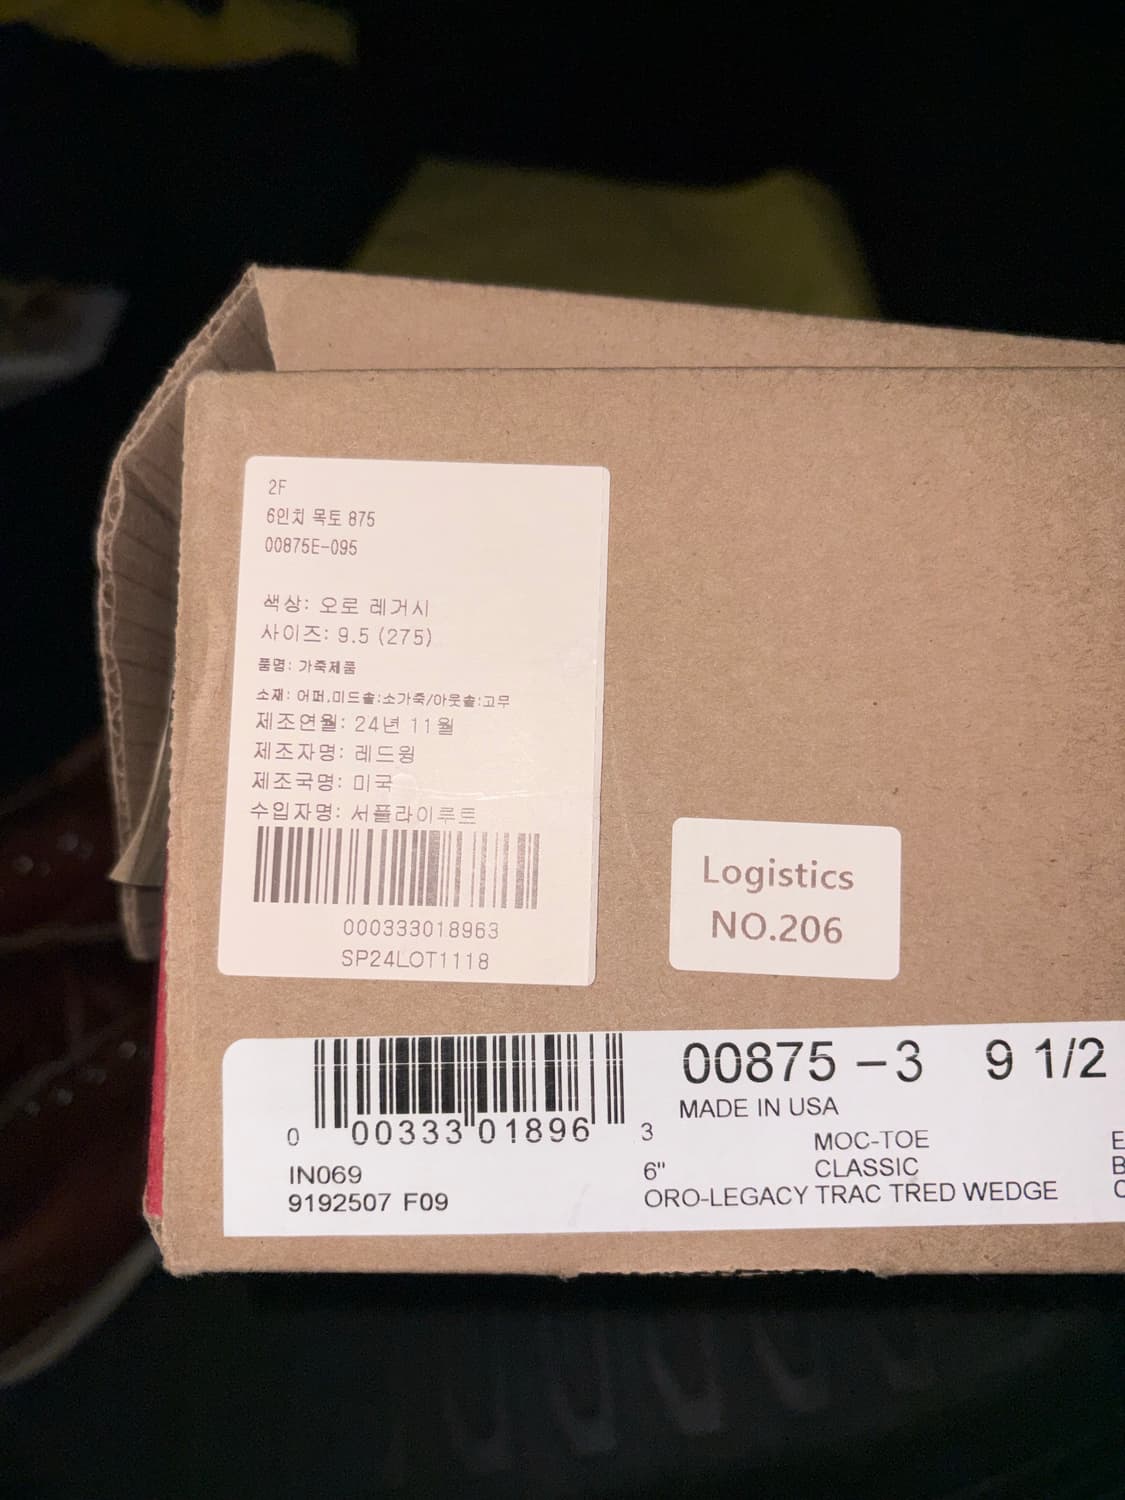 2F
6인치 목토 875
00875E-095
색상: 오로 레거시
사이즈: 9.5 (275)
품명: 가죽제품
소재: 어퍼,미드솔:소가죽/아웃솔:고무
제조연월: 24년 11월
제조자명: 레드윙
제조국명: 미국
수입자명: 서플라이루트
000333018963
SP24LOT1118
Logistics
NO.206
00875 -3 9 1/2
MADE IN USA
0 00333 01896 3
MOC-TOE E
IN069 6" CLASSIC B
9192507 F09 ORO-LEGACY TRAC TRED WEDGE